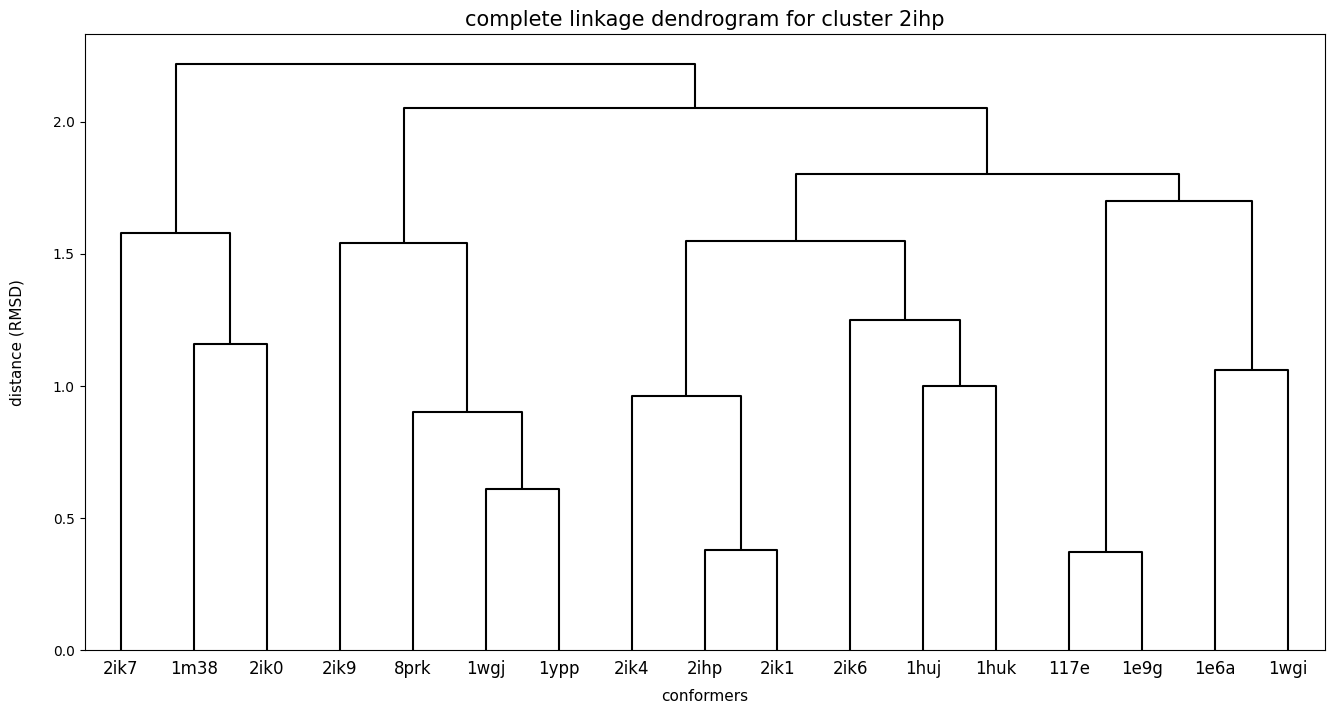 complete linkage dendrogram for cluster 2ihp
2.0
1.5
1.0
0.5
0.0
distance (RMSD)
2ik7 1m38 2ik0 2ik9 8prk 1wgj 1ypp 2ik4 2ihp 2ik1 2ik6 1huj 1huk 117e 1e9g 1e6a 1wgi
conformers